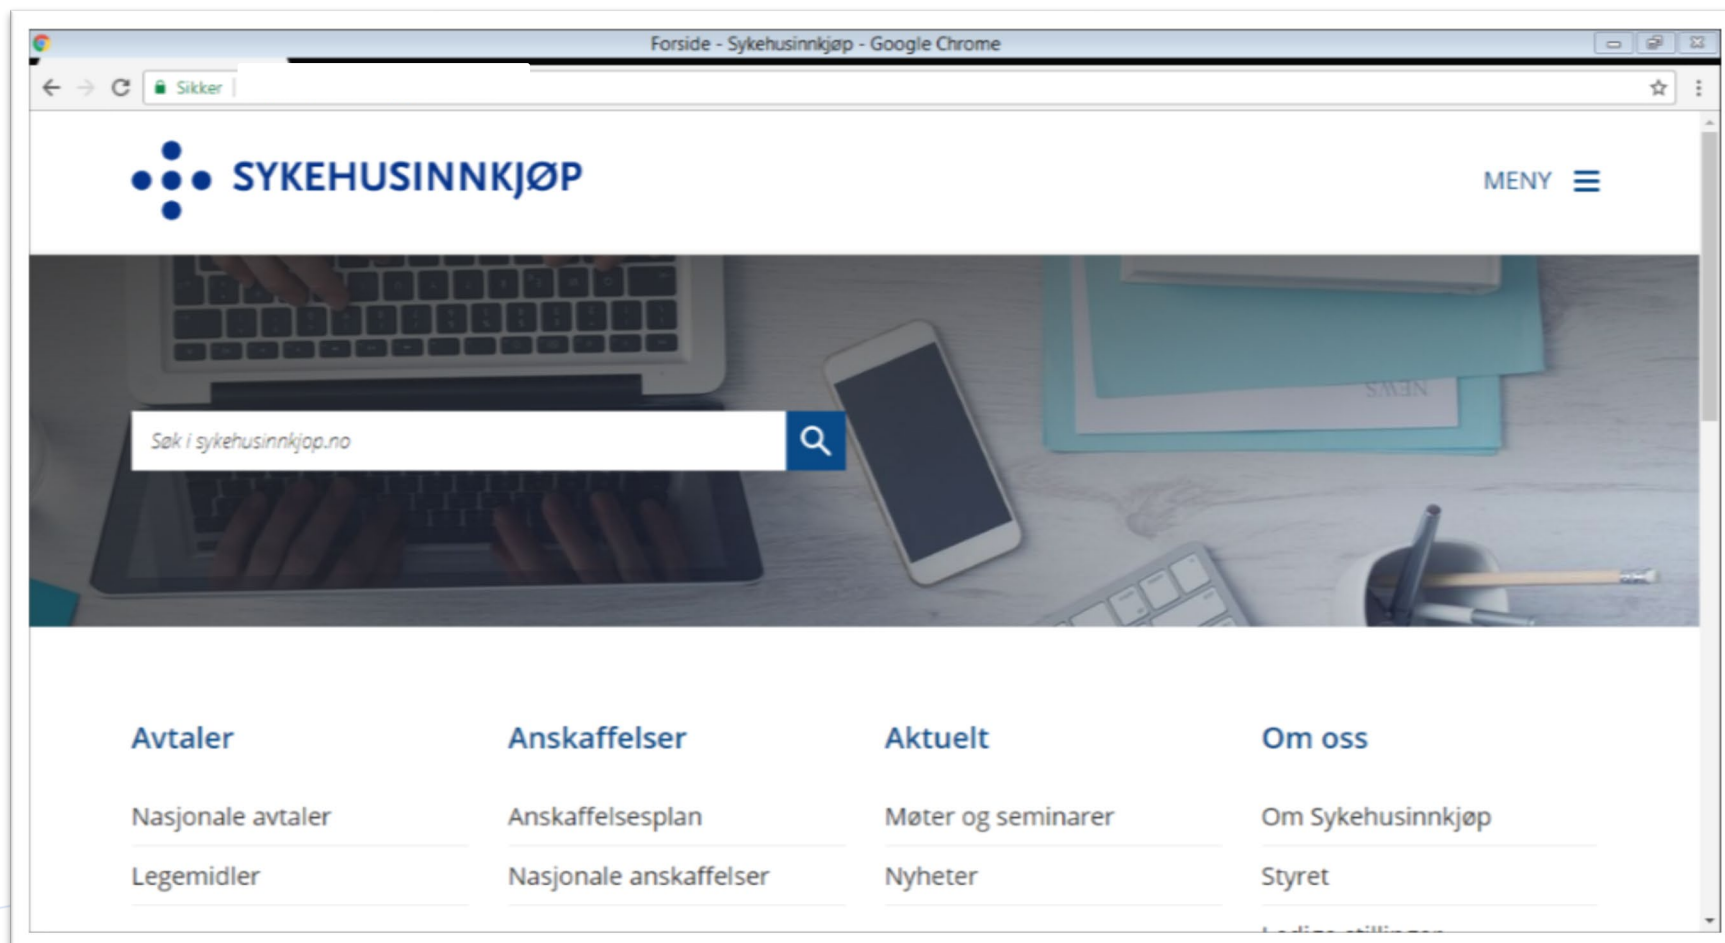 Forside - Sykehusinnkjøp - Google Chrome
Sikker
SYKEHUSINNKJØP
MENY
NEWS
Søk i sykehusinnkjop.no
Avtaler
Anskaffelser
Aktuelt
Om oss
Nasjonale avtaler
Anskaffelsesplan
Møter og seminarer
Om Sykehusinnkjøp
Legemidler
Nasjonale anskaffelser
Nyheter
Styret